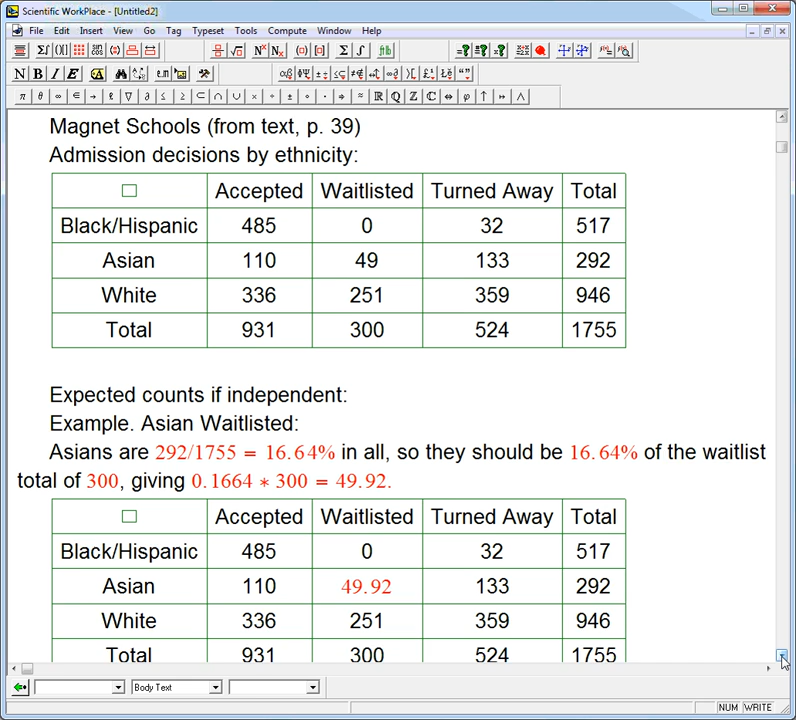 Scientific WorkPlace - [Untitled2]
File Edit Insert View Go Tag Typeset Tools Compute Window Help
Magnet Schools (from text, p. 39)
Admission decisions by ethnicity:
Accepted Waitlisted Turned Away Total
Black/Hispanic 485 0 32 517
Asian 110 49 133 292
White 336 251 359 946
Total 931 300 524 1755
Expected counts if independent:
Example. Asian Waitlisted:
Asians are 292/1755 = 16.64% in all, so they should be 16.64% of the waitlist
total of 300, giving 0.1664 * 300 = 49.92.
Accepted Waitlisted Turned Away Total
Black/Hispanic 485 0 32 517
Asian 110 49.92 133 292
White 336 251 359 946
Total 931 300 524 1755
Body Text
NUM WRITE